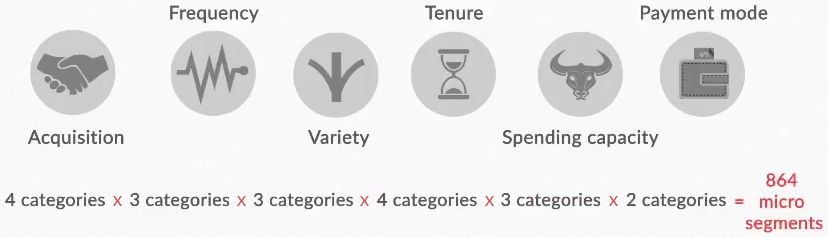 Frequency Tenure Payment mode
Acquisition Variety Spending capacity
4 categories x 3 categories x 3 categories x 4 categories x 3 categories x 2 categories = 864 micro segments